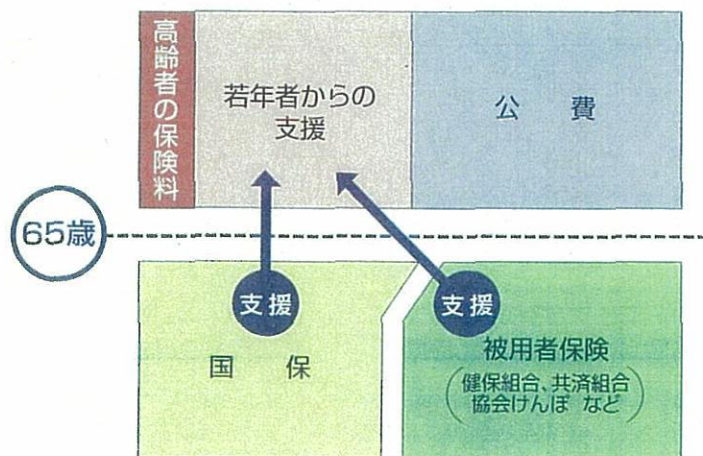 高齢者の保険料
若年者からの
支援
公　費
65歳
支援
支援
国　保
被用者保険
（健保組合、共済組合
協会けんぽ など）